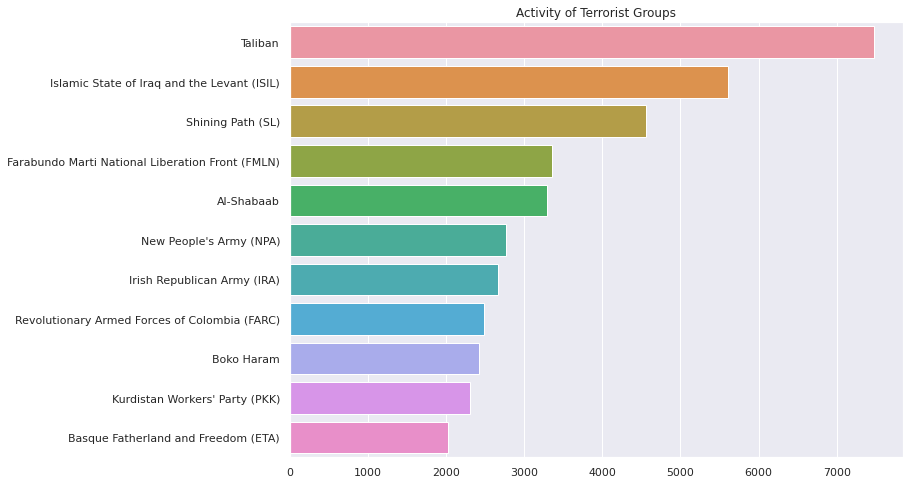 Activity of Terrorist Groups
Taliban
Islamic State of Iraq and the Levant (ISIL)
Shining Path (SL)
Farabundo Marti National Liberation Front (FMLN)
Al-Shabaab
New People's Army (NPA)
Irish Republican Army (IRA)
Revolutionary Armed Forces of Colombia (FARC)
Boko Haram
Kurdistan Workers' Party (PKK)
Basque Fatherland and Freedom (ETA)
0 1000 2000 3000 4000 5000 6000 7000